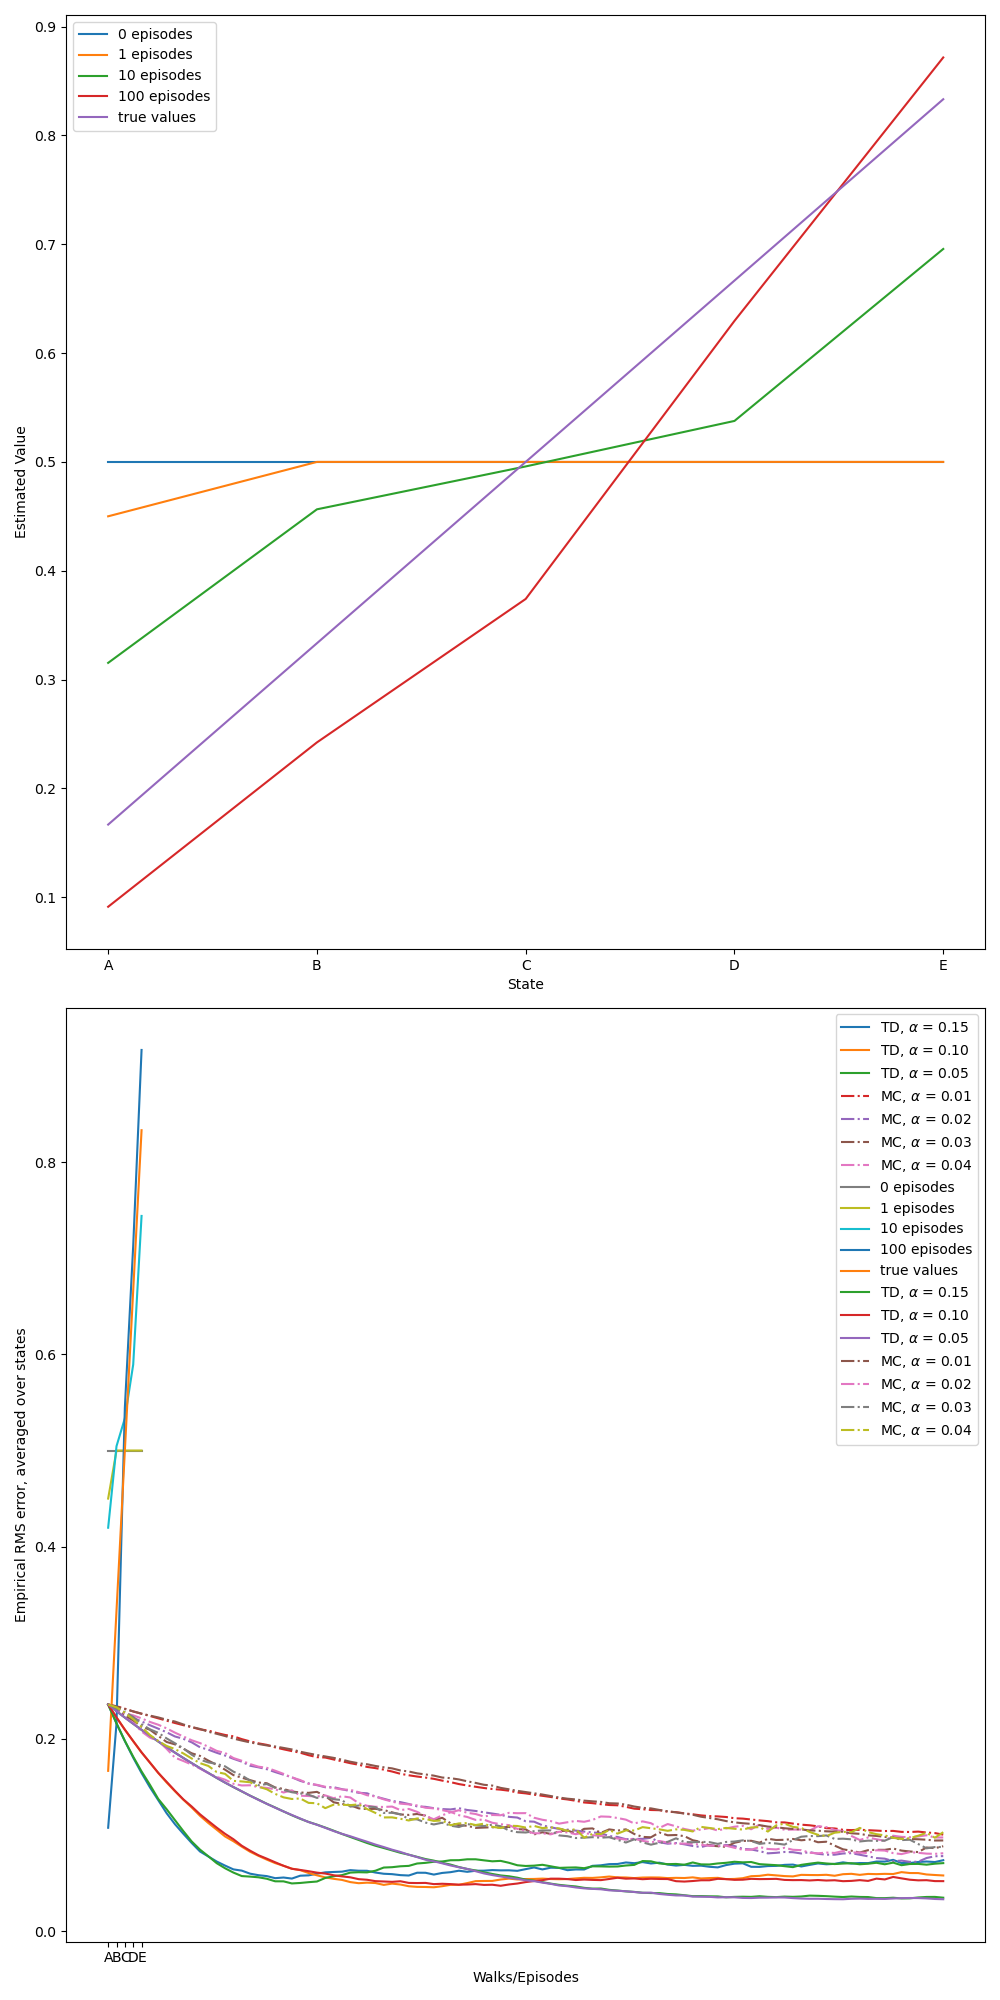 0.9
0.8
0.7
0.6
0.5
0.4
0.3
0.2
0.1
Estimated Value
0 episodes
1 episodes
10 episodes
100 episodes
true values
A B C D E
State
0.8
0.6
0.4
0.2
0.0
Empirical RMS error, averaged over states
TD, α = 0.15
TD, α = 0.10
TD, α = 0.05
MC, α = 0.01
MC, α = 0.02
MC, α = 0.03
MC, α = 0.04
0 episodes
1 episodes
10 episodes
100 episodes
true values
TD, α = 0.15
TD, α = 0.10
TD, α = 0.05
MC, α = 0.01
MC, α = 0.02
MC, α = 0.03
MC, α = 0.04
A B C D E
Walks/Episodes